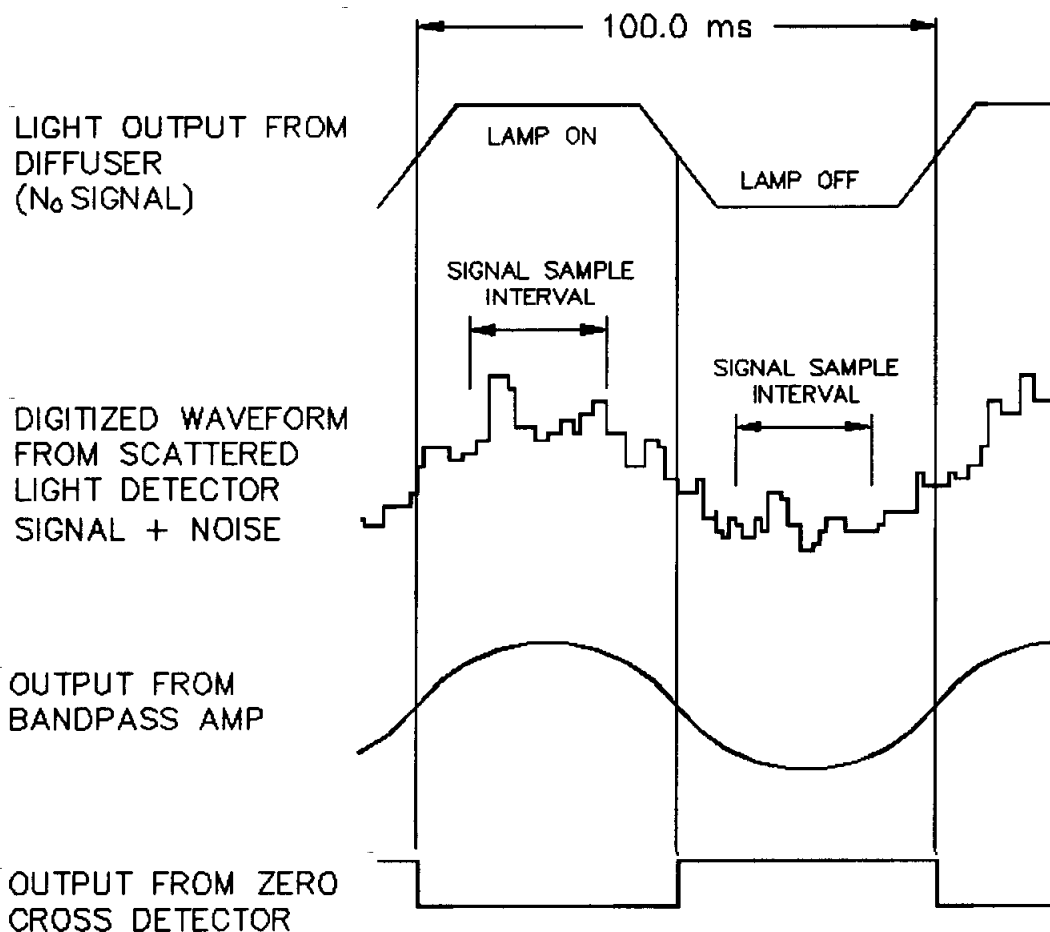 100.0 ms
LIGHT OUTPUT FROM
DIFFUSER
(No SIGNAL)
LAMP ON
LAMP OFF
SIGNAL SAMPLE
INTERVAL
SIGNAL SAMPLE
INTERVAL
DIGITIZED WAVEFORM
FROM SCATTERED
LIGHT DETECTOR
SIGNAL + NOISE
OUTPUT FROM
BANDPASS AMP
OUTPUT FROM ZERO
CROSS DETECTOR